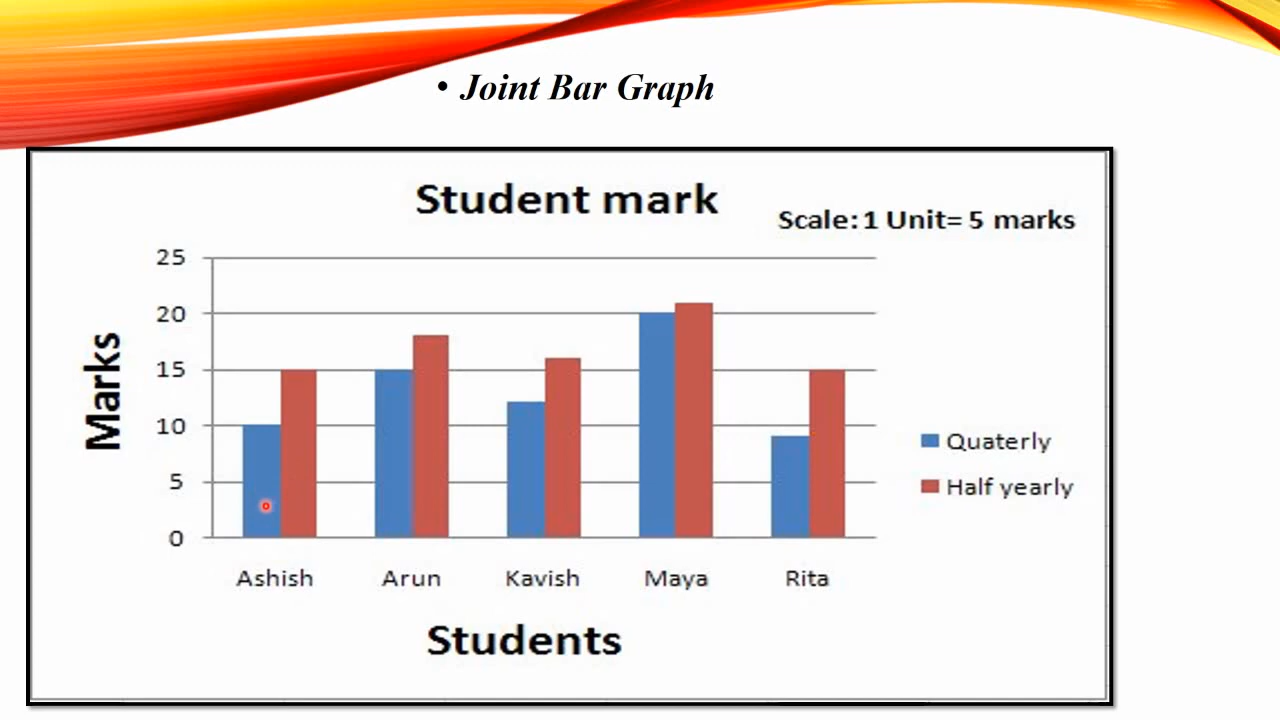 • Joint Bar Graph
Student mark
Scale: 1 Unit= 5 marks
25
20
15
10
5
0
Marks
Quaterly
Half yearly
Ashish Arun Kavish Maya Rita
Students